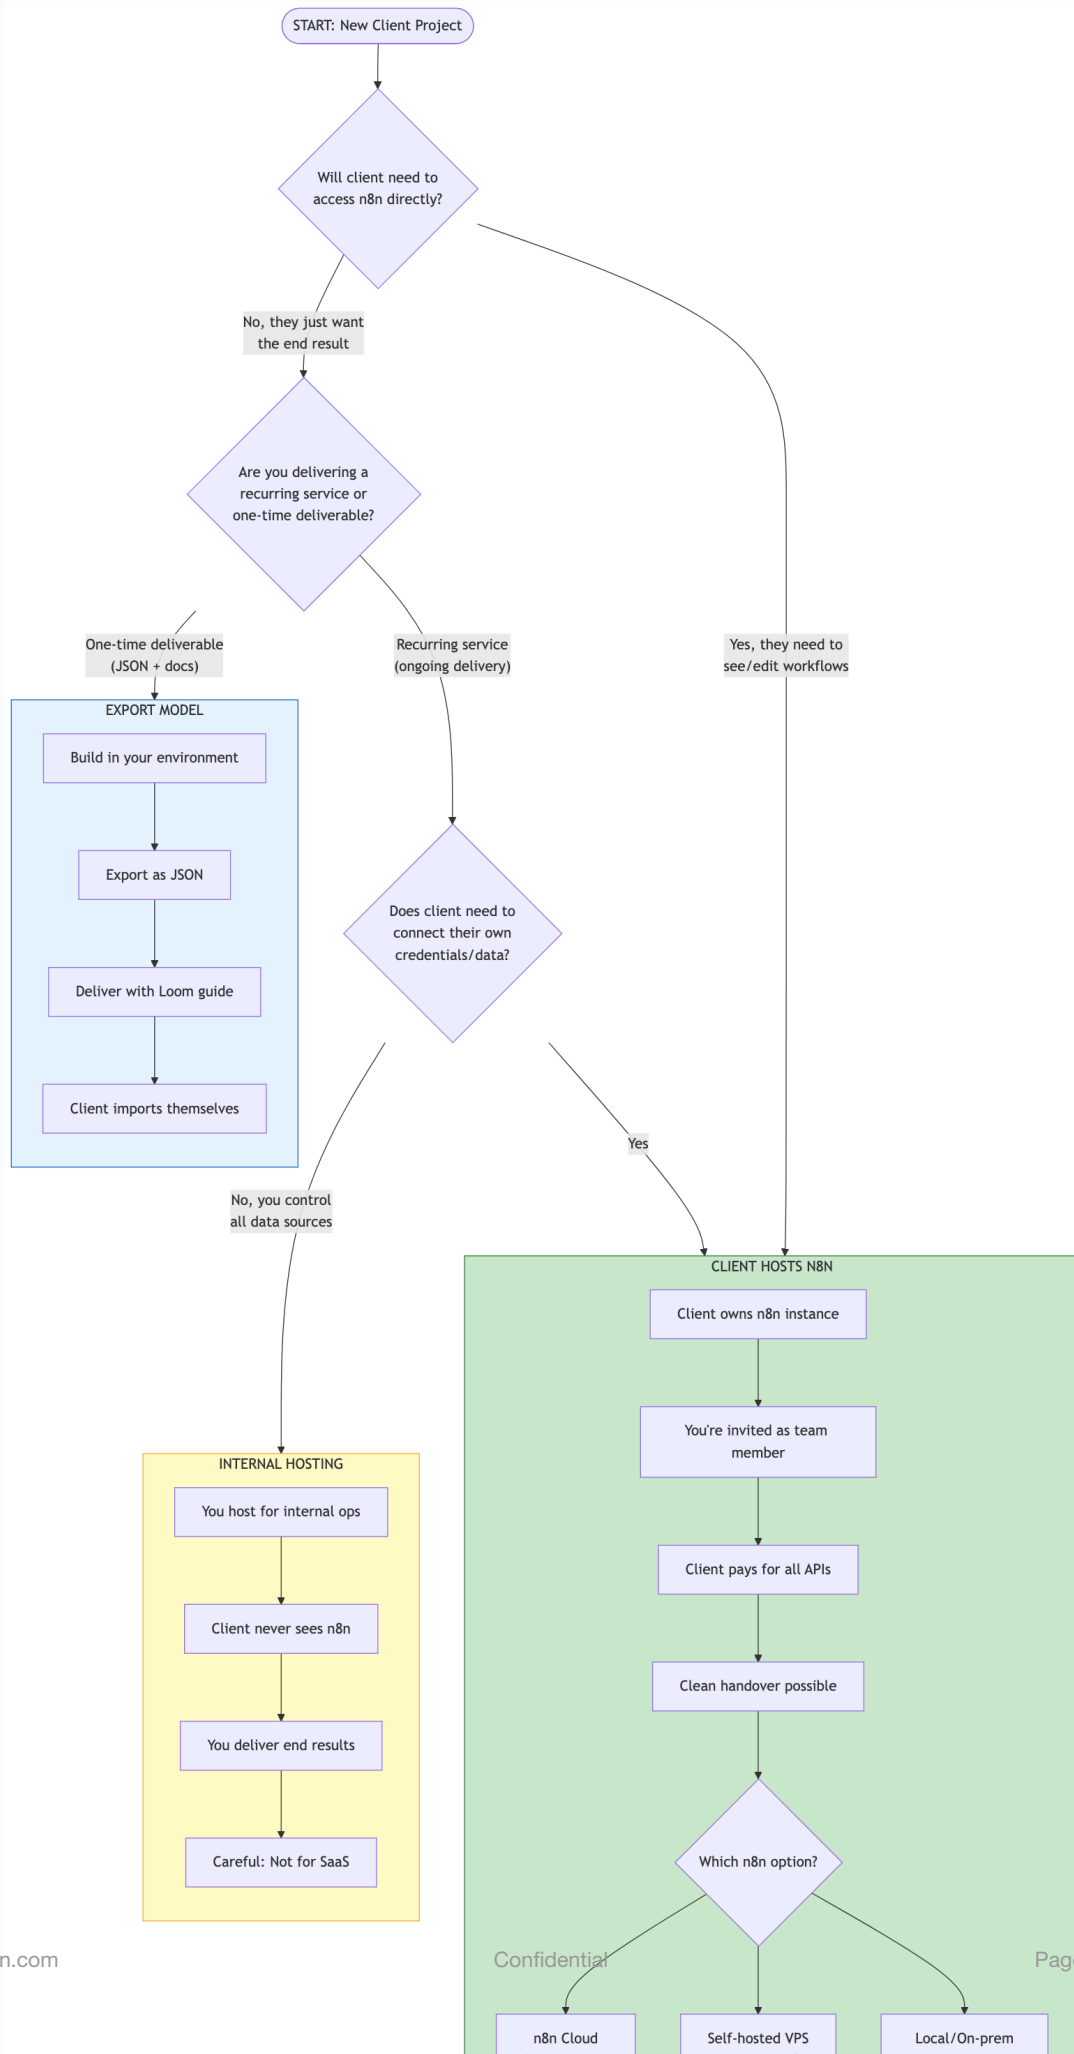 START: New Client Project
Will client need to
access n8n directly?
No, they just want
the end result
Are you delivering a
recurring service or
one-time deliverable?
One-time deliverable
(JSON + docs)
Recurring service
(ongoing delivery)
Yes, they need to
see/edit workflows
EXPORT MODEL
Build in your environment
Export as JSON
Deliver with Loom guide
Client imports themselves
Does client need to
connect their own
credentials/data?
No, you control
all data sources
Yes
CLIENT HOSTS N8N
Client owns n8n instance
You're invited as team
member
Client pays for all APIs
Clean handover possible
Which n8n option?
INTERNAL HOSTING
You host for internal ops
Client never sees n8n
You deliver end results
Careful: Not for SaaS
n.com
Confidential
Page
n8n Cloud
Self-hosted VPS
Local/On-prem